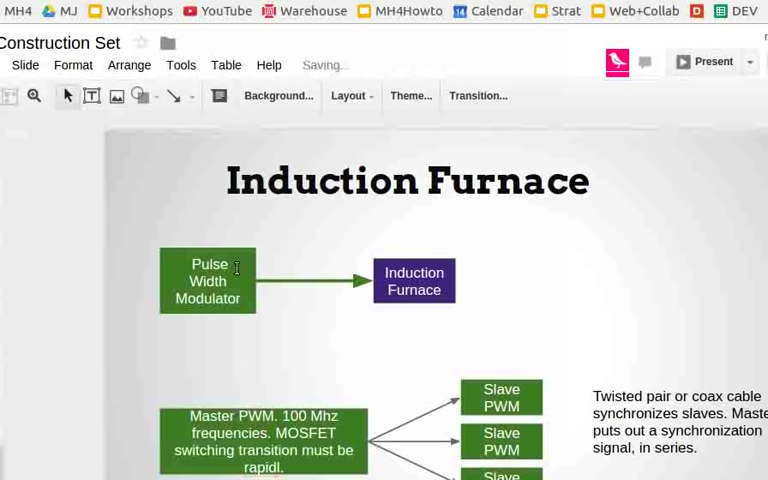 MH4 MJ Workshops YouTube Warehouse MH4Howto Calendar Strat Web+Collab DEV
Construction Set
Slide Format Arrange Tools Table Help Saving...
Present
Background... Layout Theme... Transition...
Induction Furnace
Pulse
Width
Modulator
Induction
Furnace
Master PWM. 100 Mhz
frequencies. MOSFET
switching transition must be
rapidl.
Slave
PWM
Slave
PWM
Slave
Twisted pair or coax cable
synchronizes slaves. Maste
puts out a synchronization
signal, in series.